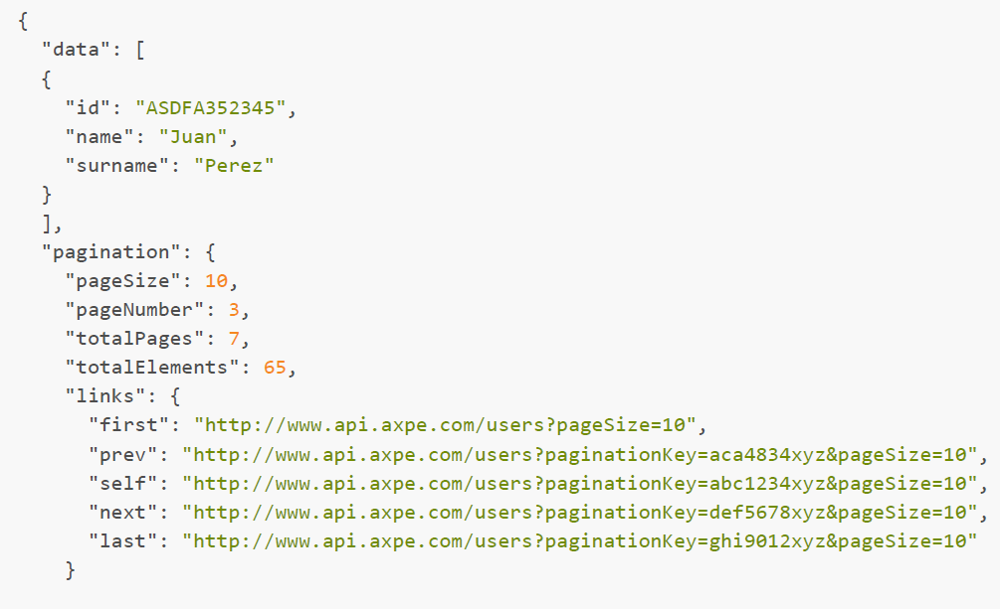 {
  "data": [
  {
    "id": "ASDFA352345",
    "name": "Juan",
    "surname": "Perez"
  }
  ],
  "pagination": {
    "pageSize": 10,
    "pageNumber": 3,
    "totalPages": 7,
    "totalElements": 65,
    "links": {
      "first": "http://www.api.axpe.com/users?pageSize=10",
      "prev": "http://www.api.axpe.com/users?paginationKey=aca4834xyz&pageSize=10",
      "self": "http://www.api.axpe.com/users?paginationKey=abc1234xyz&pageSize=10",
      "next": "http://www.api.axpe.com/users?paginationKey=def5678xyz&pageSize=10",
      "last": "http://www.api.axpe.com/users?paginationKey=ghi9012xyz&pageSize=10"
    }